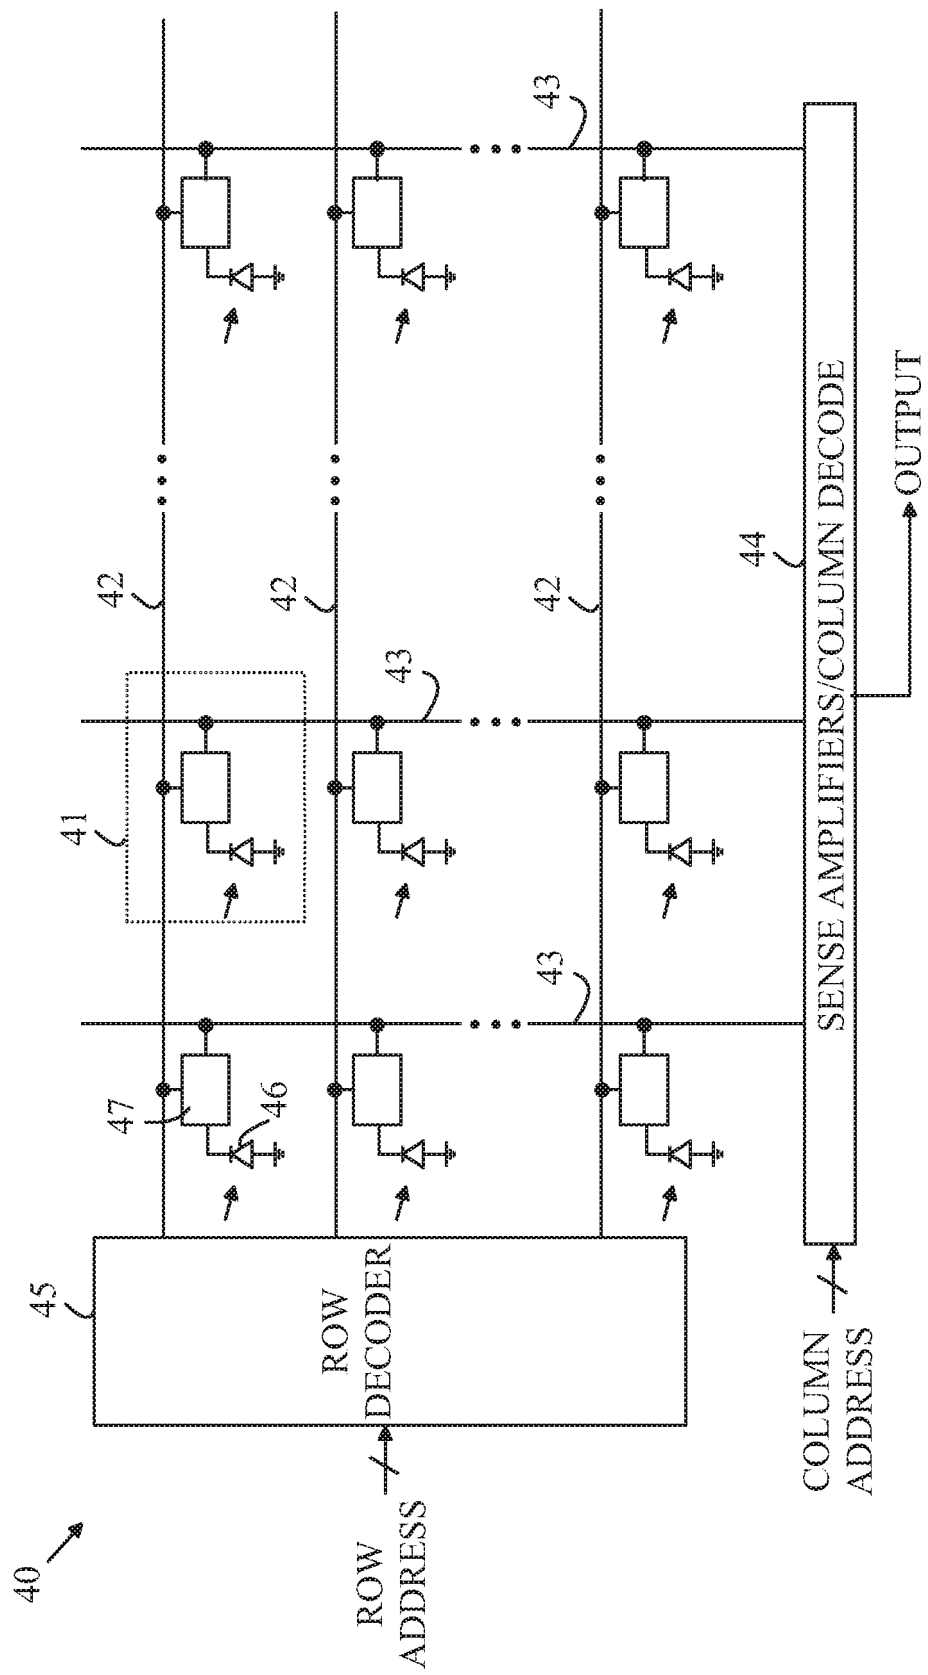 40
45
ROW
DECODER
ROW
ADDRESS
47
46
41
42
42
42
43
43
43
44
SENSE AMPLIFIERS/COLUMN DECODE
COLUMN
ADDRESS
OUTPUT